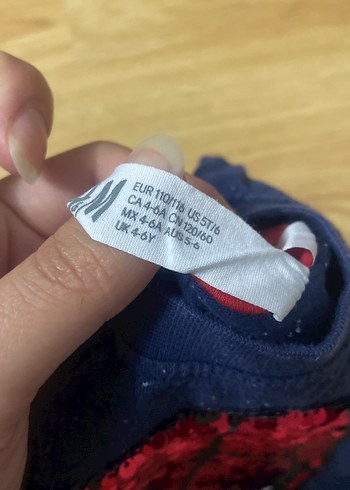 EUR 110/116 US 5T/6
CA 4-6A CN 120/60
MX 4-6A AUS 5-6
UK 4-6Y